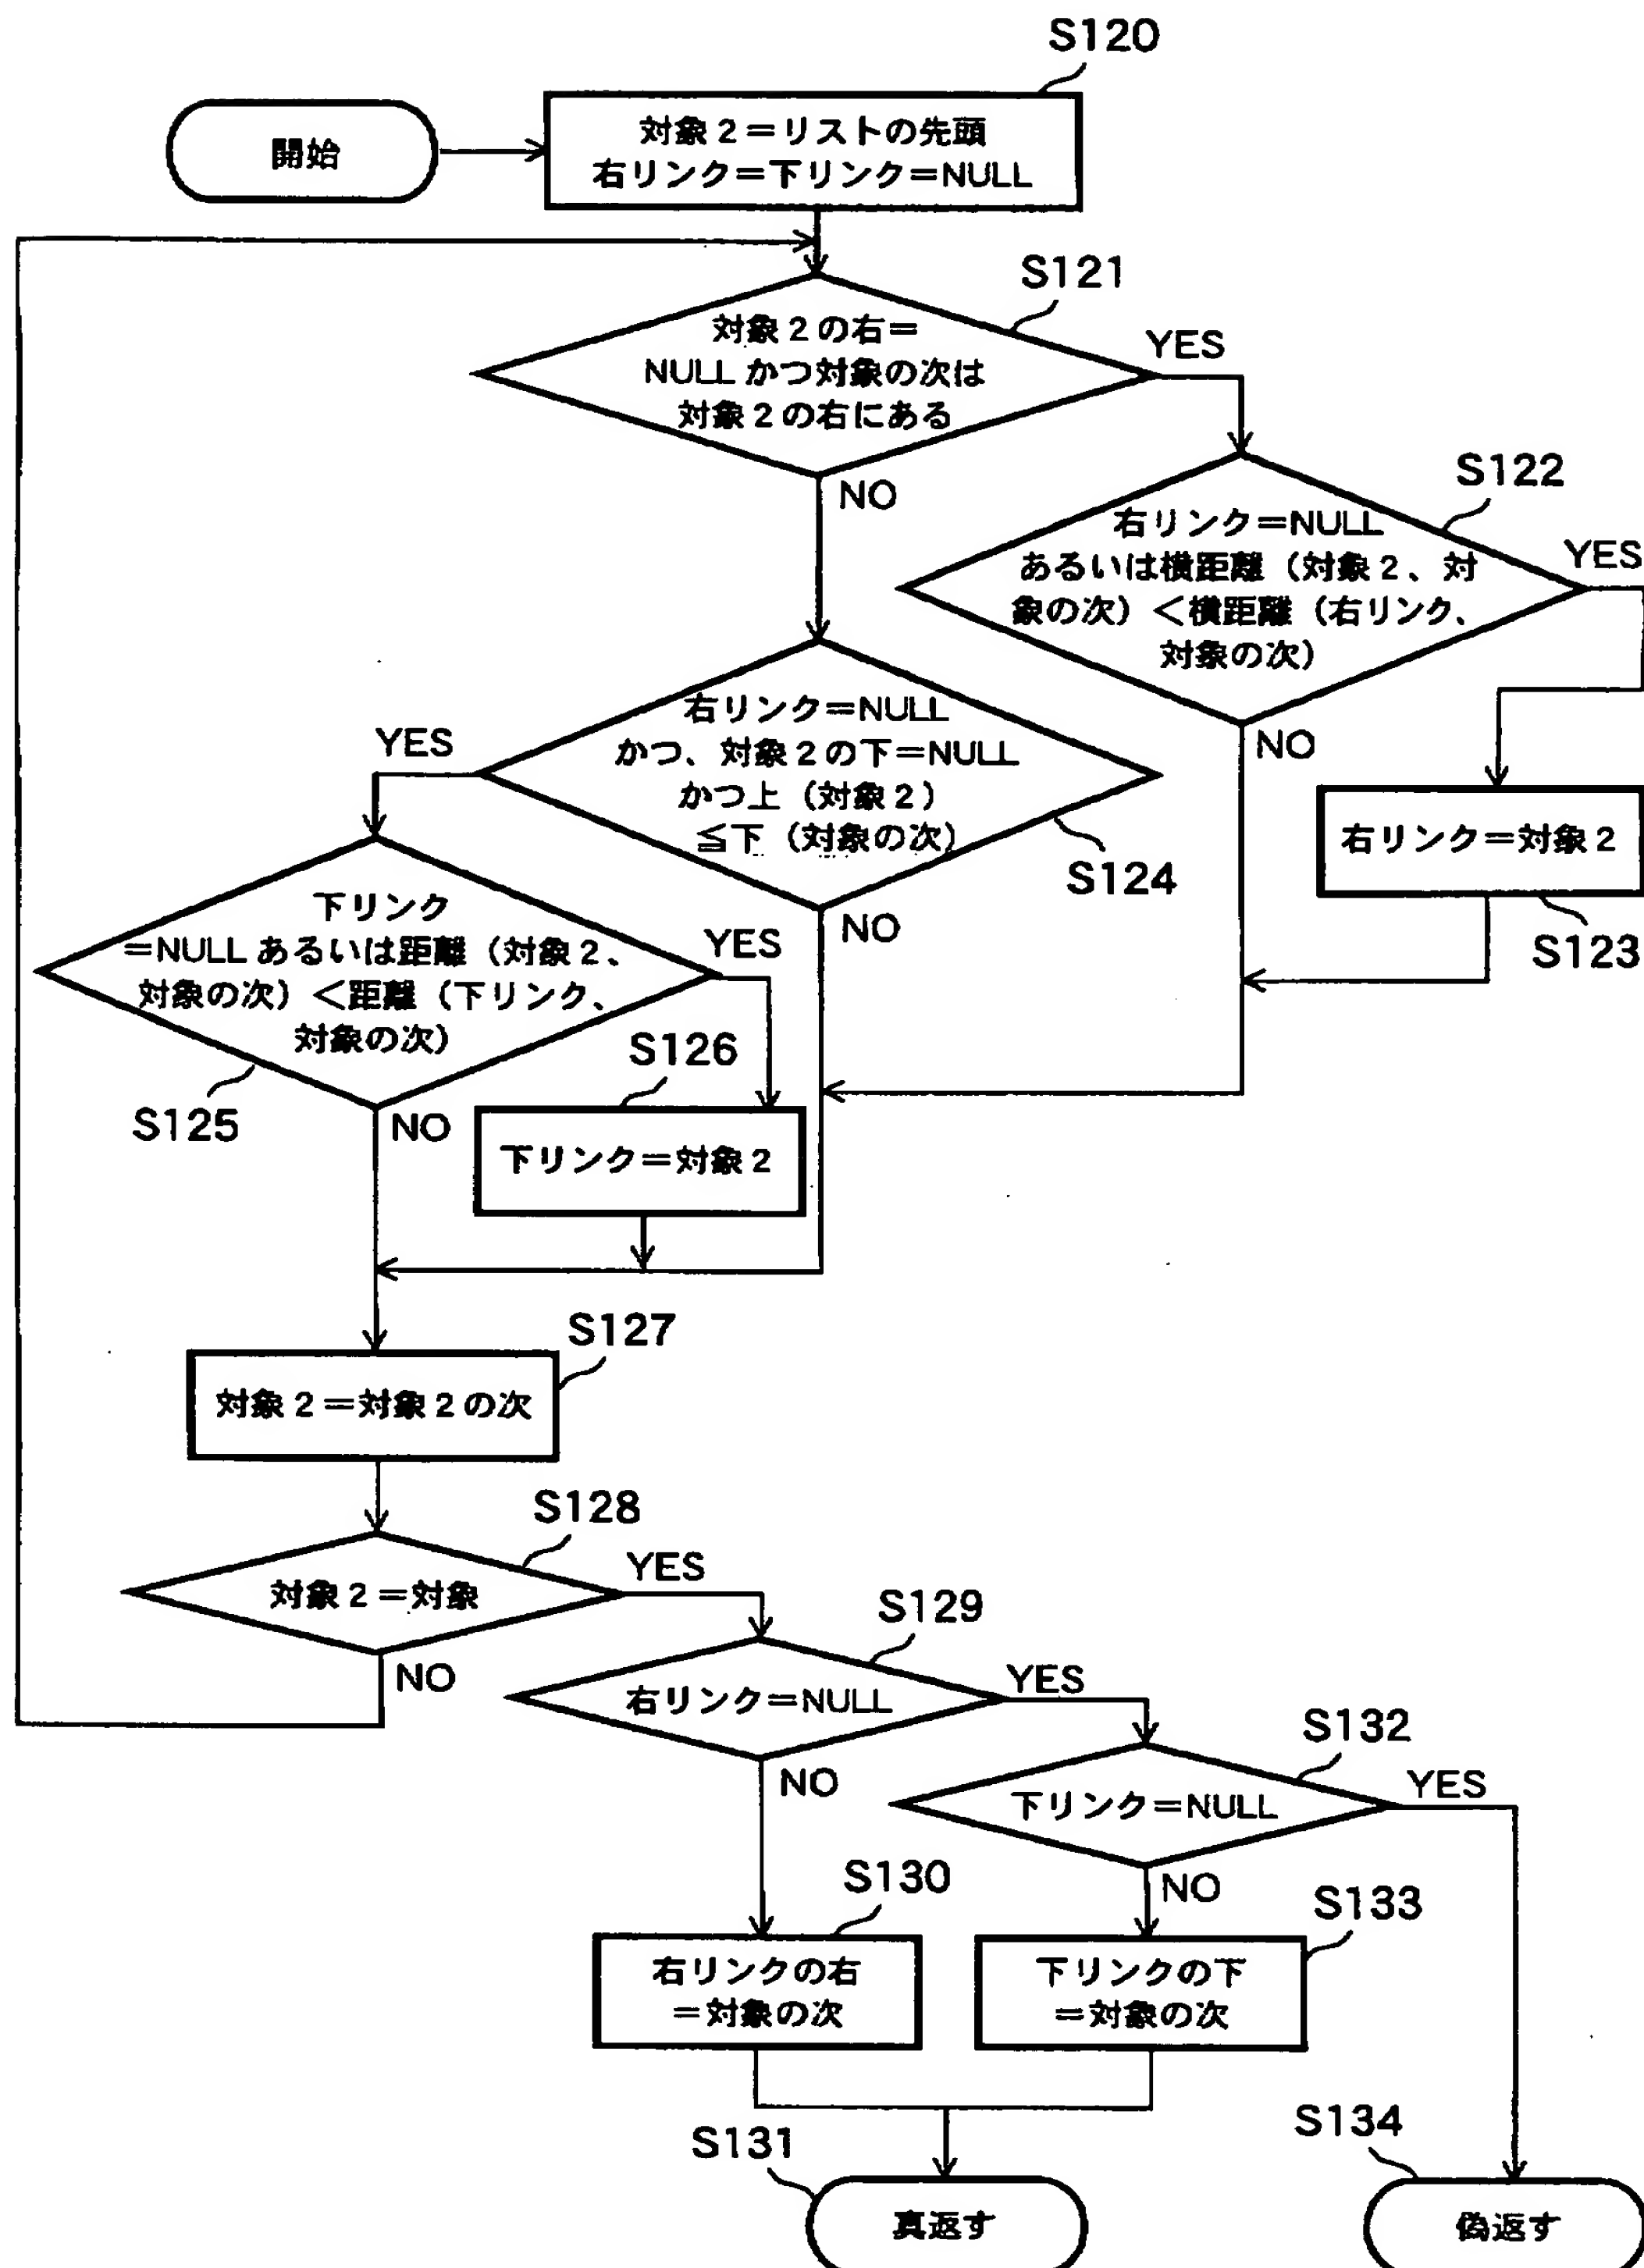 S120
開始
対象2＝リストの先頭
右リンク＝下リンク＝NULL
S121
対象2の右＝
NULLかつ対象の次は
対象2の右にある
YES
NO
S122
右リンク＝NULL
あるいは横距離（対象2、対
象の次）＜横距離（右リンク、
対象の次）
YES
NO
右リンク＝対象2
S123
右リンク＝NULL
かつ、対象2の下＝NULL
かつ上（対象2）
≦下（対象の次）
YES
S124
NO
下リンク
＝NULLあるいは距離（対象2、
対象の次）＜距離（下リンク、
対象の次）
YES
S125
NO
S126
下リンク＝対象2
S127
対象2＝対象2の次
S128
対象2＝対象
YES
NO
S129
右リンク＝NULL
YES
NO
S132
下リンク＝NULL
YES
NO
S130
右リンクの右
＝対象の次
S133
下リンクの下
＝対象の次
S131
真返す
S134
偽返す